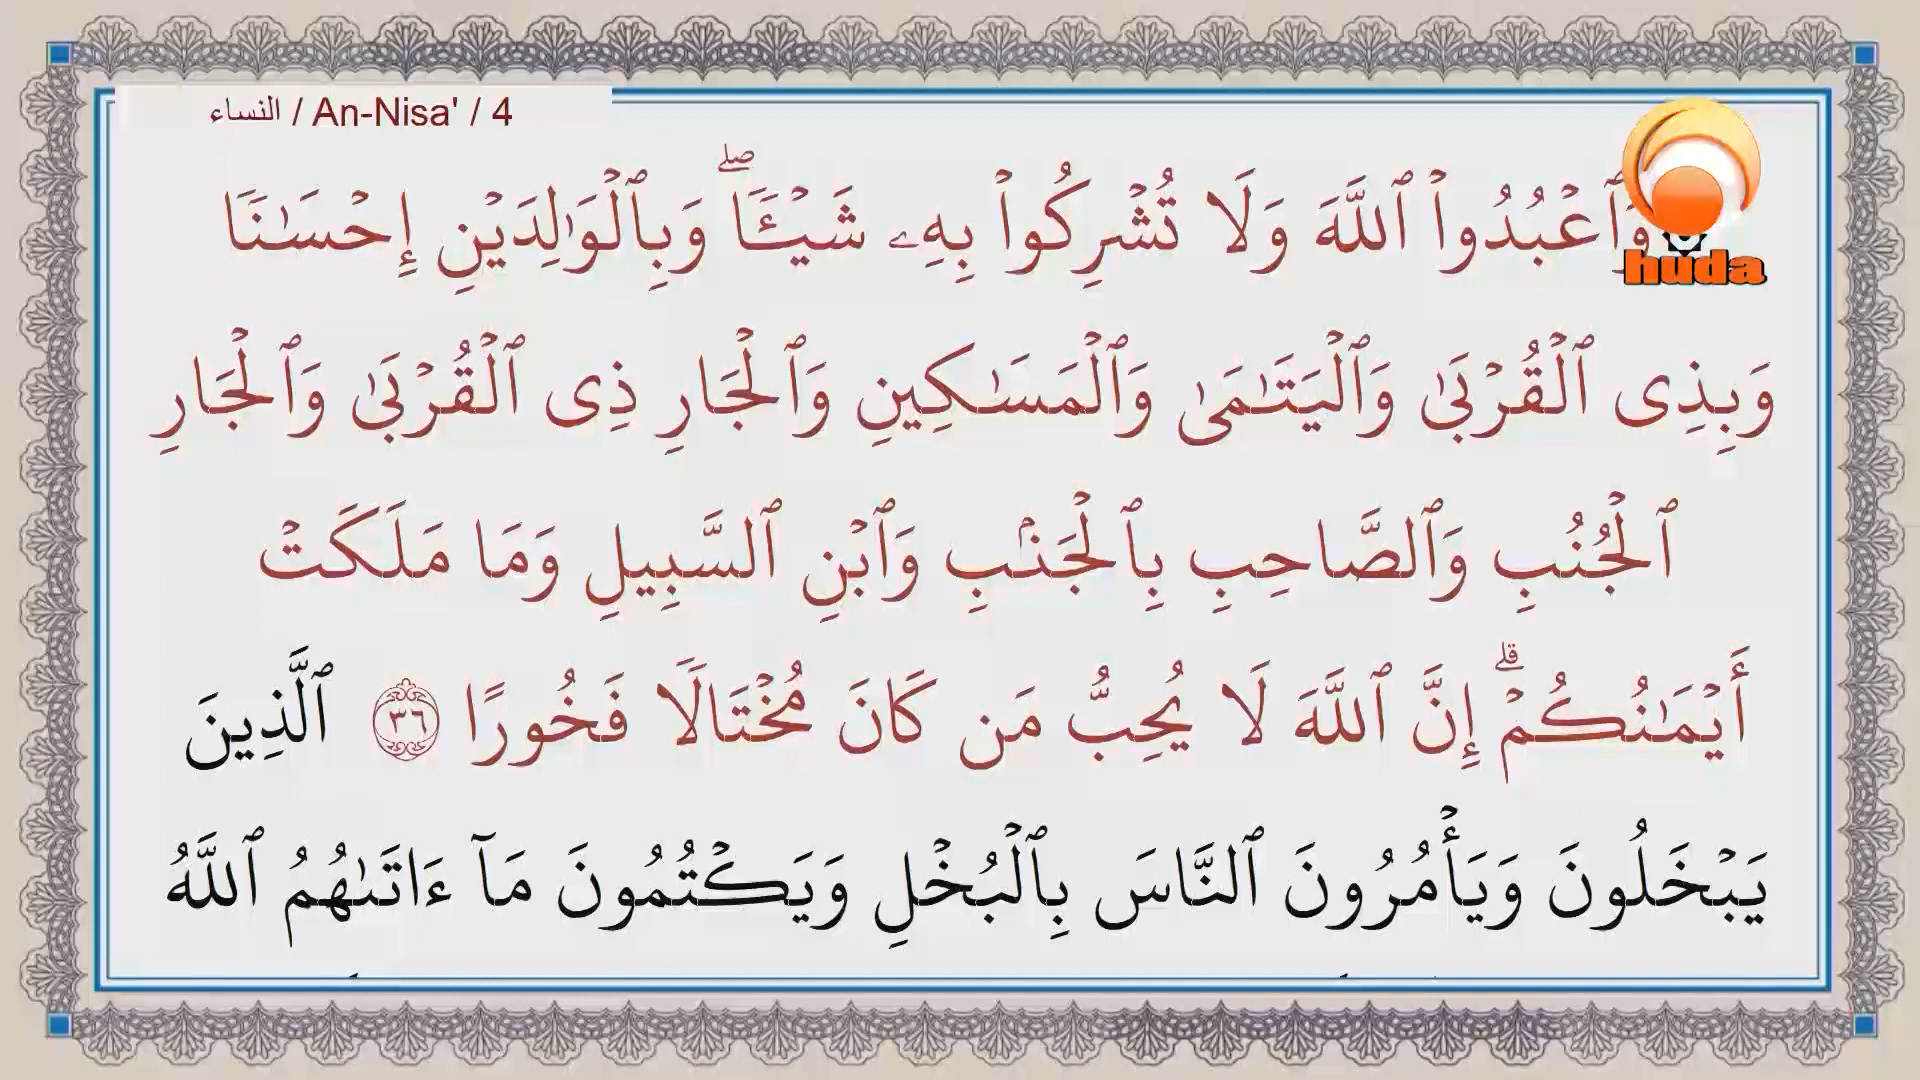 النساء / An-Nisa' / 4
huda
وَٱعۡبُدُواْ ٱللَّهَ وَلَا تُشۡرِكُواْ بِهِۦ شَيۡـًٔاۖ وَبِٱلۡوَٰلِدَيۡنِ إِحۡسَٰنٗا
وَبِذِي ٱلۡقُرۡبَىٰ وَٱلۡيَتَٰمَىٰ وَٱلۡمَسَٰكِينِ وَٱلۡجَارِ ذِي ٱلۡقُرۡبَىٰ وَٱلۡجَارِ
ٱلۡجُنُبِ وَٱلصَّاحِبِ بِٱلۡجَنۢبِ وَٱبۡنِ ٱلسَّبِيلِ وَمَا مَلَكَتۡ
أَيۡمَٰنُكُمۡۗ إِنَّ ٱللَّهَ لَا يُحِبُّ مَن كَانَ مُخۡتَالٗا فَخُورًا ٣٦ ٱلَّذِينَ
يَبۡخَلُونَ وَيَأۡمُرُونَ ٱلنَّاسَ بِٱلۡبُخۡلِ وَيَكۡتُمُونَ مَآ ءَاتَىٰهُمُ ٱللَّهُ